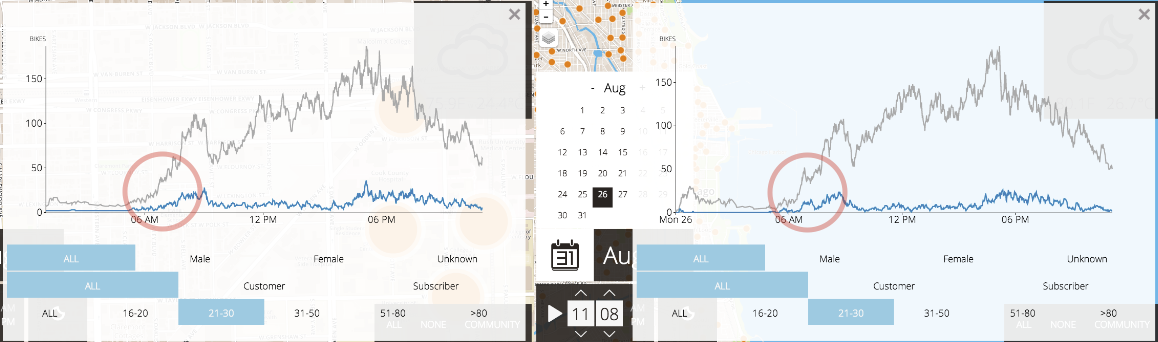 BIKES
150
100
50
0
06 AM 12 PM 06 PM
ALL Male Female Unknown
ALL Customer Subscriber
ALL 16-20 21-30 31-50 51-80 >80
ALL NONE COMMUNITY
+
-
- Aug +
1 2 3
6 7 8 9
12 13 14 15 16
18 19 20 21 22
24 25 26 27
30 31
31 Au
11 08
BIKES
150
100
50
0
Mon 26 06 AM 12 PM 06 PM
ALL Male Female Unknown
ALL Customer Subscriber
ALL 16-20 21-30 31-50 51-80 >80
PM ALL NONE COMMUNITY